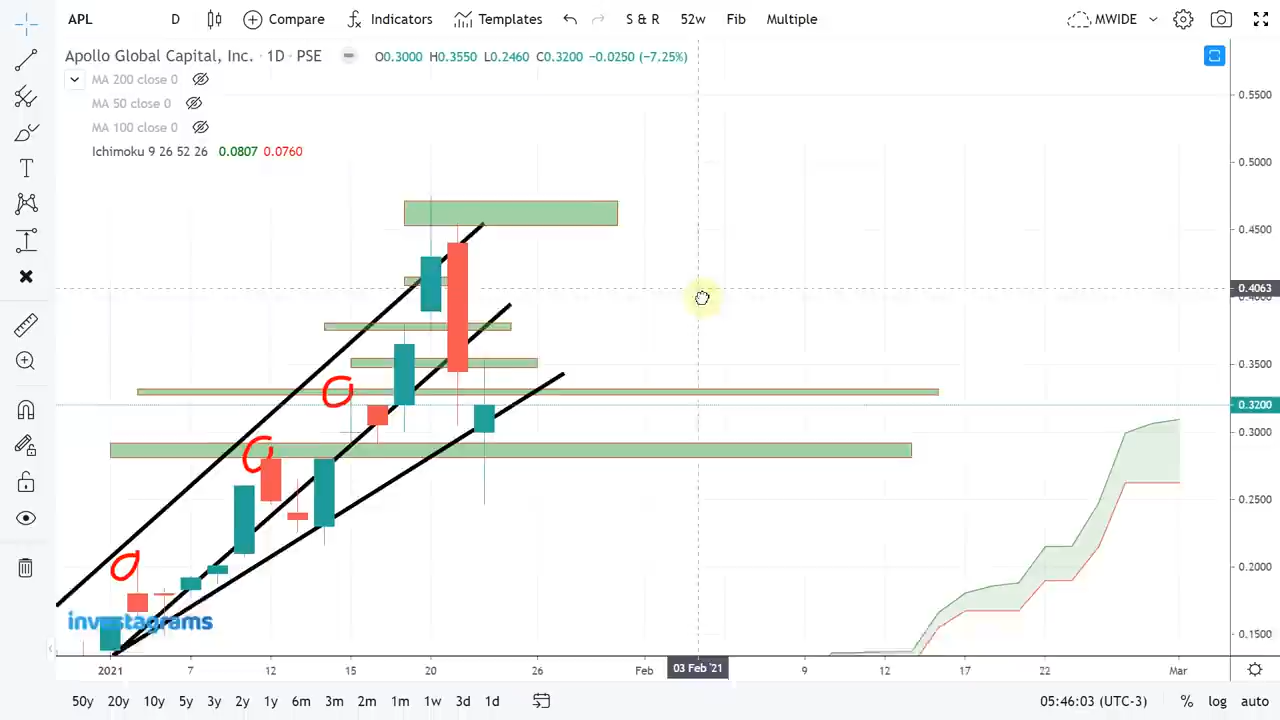 APL D Compare Indicators Templates S & R 52w Fib Multiple MWIDE
Apollo Global Capital, Inc. · 1D · PSE O0.3000 H0.3550 L0.2460 C0.3200 −0.0250 (−7.25%)
MA 200 close 0
MA 50 close 0
MA 100 close 0
Ichimoku 9 26 52 26 0.0807 0.0760
0.5500
0.5000
0.4500
0.4063
0.3500
0.3200
0.3000
0.2500
0.2000
0.1500
investagrams
2021 7 12 15 20 26 Feb 03 Feb '21 9 12 17 22 Mar
50y 20y 10y 5y 3y 2y 1y 6m 3m 2m 1m 1w 3d 1d 05:46:03 (UTC-3) % log auto